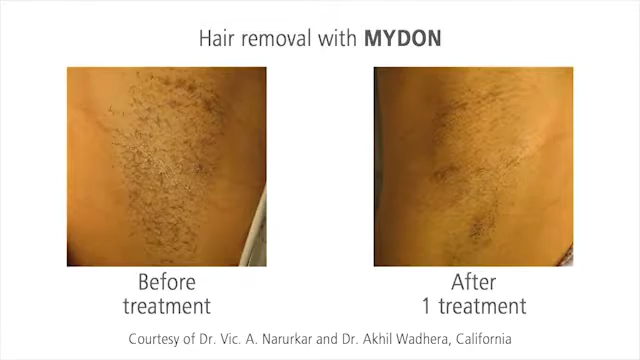 Hair removal with MYDON
Before
treatment
After
1 treatment
Courtesy of Dr. Vic. A. Narurkar and Dr. Akhil Wadhera, California